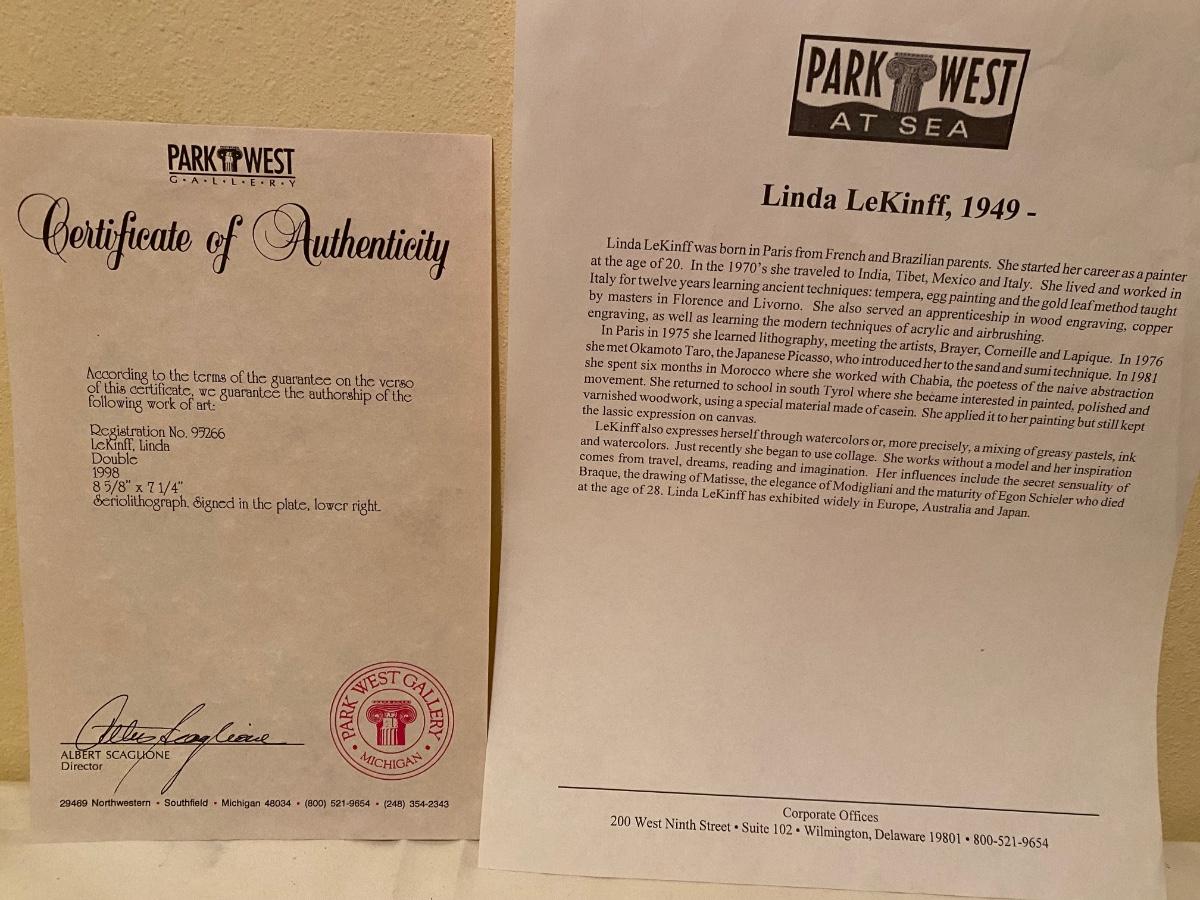 PARK WEST
G·A·L·L·E·R·Y
Certificate of Authenticity
According to the terms of the guarantee on the verso
of this certificate, we guarantee the authorship of the
following work of art:
Registration No. 95266
LeKinff, Linda
Double
1998
8 5/8" x 7 1/4"
Seriolithograph. Signed in the plate, lower right.
Albert Scaglione
ALBERT SCAGLIONE
Director
PARK WEST GALLERY
• MICHIGAN •
29469 Northwestern • Southfield • Michigan 48034 • (800) 521-9654 • (248) 354-2343
PARK WEST
AT SEA
Linda LeKinff, 1949 -
Linda LeKinff was born in Paris from French and Brazilian parents. She started her career as a painter
at the age of 20. In the 1970's she traveled to India, Tibet, Mexico and Italy. She lived and worked in
Italy for twelve years learning ancient techniques: tempera, egg painting and the gold leaf method taught
by masters in Florence and Livorno. She also served an apprenticeship in wood engraving, copper
engraving, as well as learning the modern techniques of acrylic and airbrushing.
In Paris in 1975 she learned lithography, meeting the artists, Brayer, Corneille and Lapique. In 1976
she met Okamoto Taro, the Japanese Picasso, who introduced her to the sand and sumi technique. In 1981
she spent six months in Morocco where she worked with Chabia, the poetess of the naive abstraction
movement. She returned to school in south Tyrol where she became interested in painted, polished and
varnished woodwork, using a special material made of casein. She applied it to her painting but still kept
the lassic expression on canvas.
LeKinff also expresses herself through watercolors or, more precisely, a mixing of greasy pastels, ink
and watercolors. Just recently she began to use collage. She works without a model and her inspiration
comes from travel, dreams, reading and imagination. Her influences include the secret sensuality of
Braque, the drawing of Matisse, the elegance of Modigliani and the maturity of Egon Schieler who died
at the age of 28. Linda LeKinff has exhibited widely in Europe, Australia and Japan.
Corporate Offices
200 West Ninth Street • Suite 102 • Wilmington, Delaware 19801 • 800-521-9654